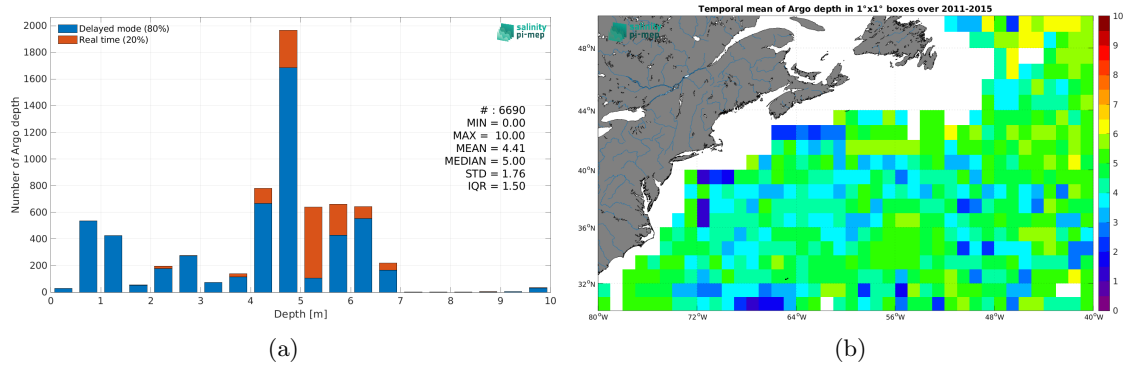 Delayed mode (80%)
Real time (20%)
salinity
pi-mep
Number of Argo depth
2000
1800
1600
1400
1200
1000
800
600
400
200
0
# : 6690
MIN = 0.00
MAX = 10.00
MEAN = 4.41
MEDIAN = 5.00
STD = 1.76
IQR = 1.50
0 1 2 3 4 5 6 7 8 9 10
Depth [m]
(a)
Temporal mean of Argo depth in 1°x1° boxes over 2011-2015
salinity
pi-mep
48°N
44°N
40°N
36°N
32°N
80°W 72°W 64°W 56°W 48°W 40°W
10
9
8
7
6
5
4
3
2
1
0
(b)